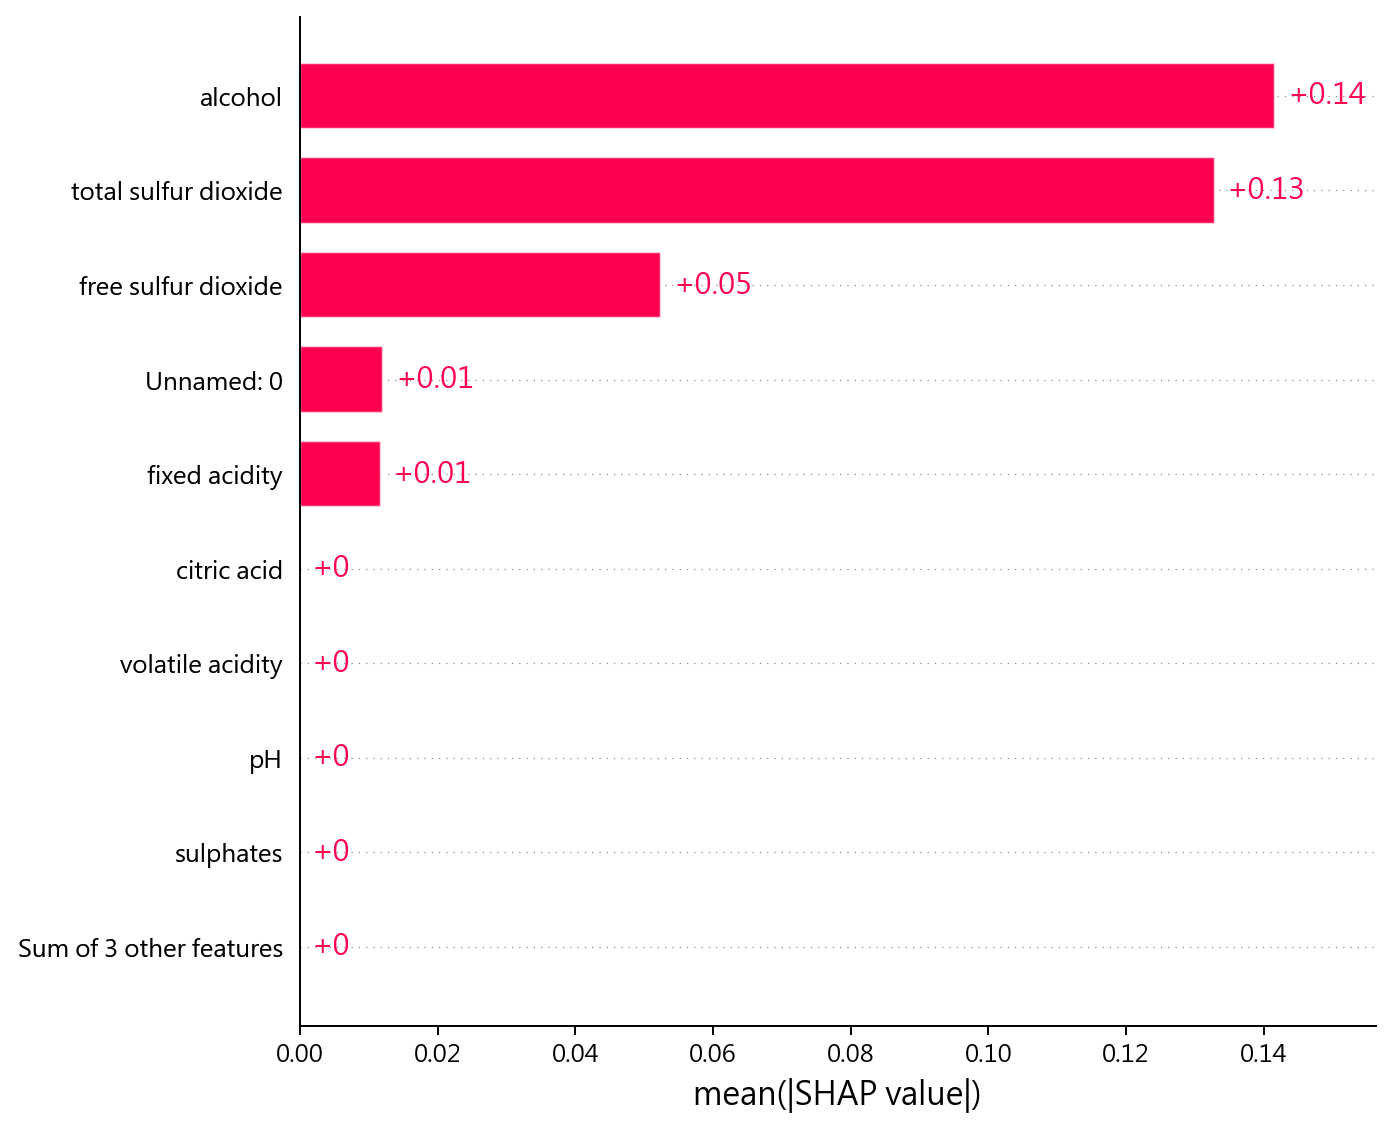 alcohol
+0.14
total sulfur dioxide
+0.13
free sulfur dioxide
+0.05
Unnamed: 0
+0.01
fixed acidity
+0.01
citric acid
+0
volatile acidity
+0
pH
+0
sulphates
+0
Sum of 3 other features
+0
0.00 0.02 0.04 0.06 0.08 0.10 0.12 0.14
mean(|SHAP value|)